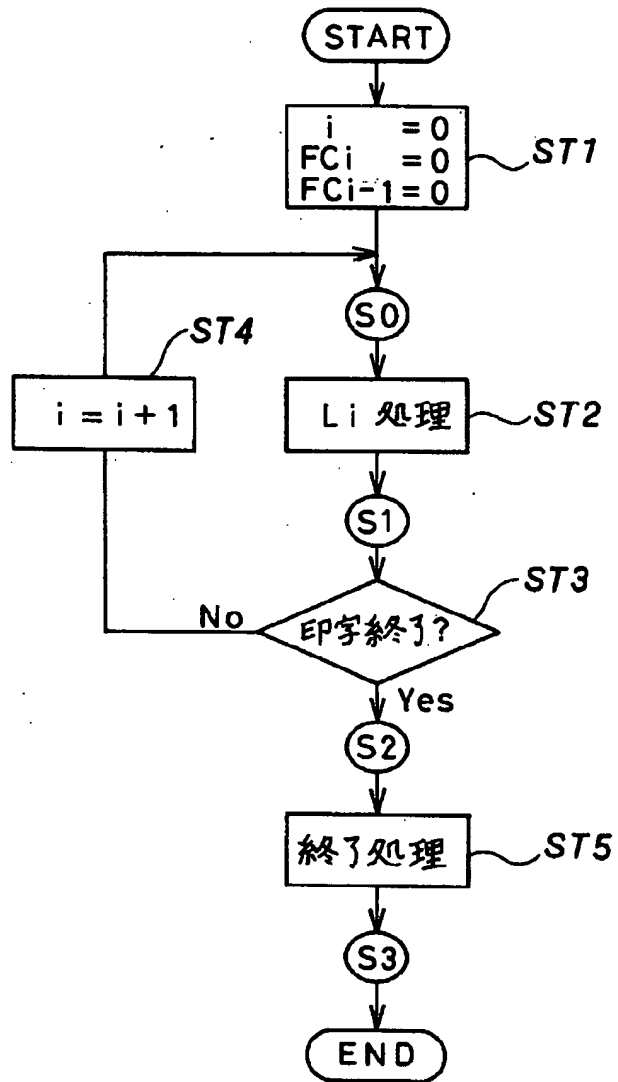 START
i = 0
FCi = 0
FCi-1 = 0
ST1
S0
ST4
i = i + 1
Li 処理
ST2
S1
ST3
No
印字終了?
Yes
S2
終了処理
ST5
S3
END